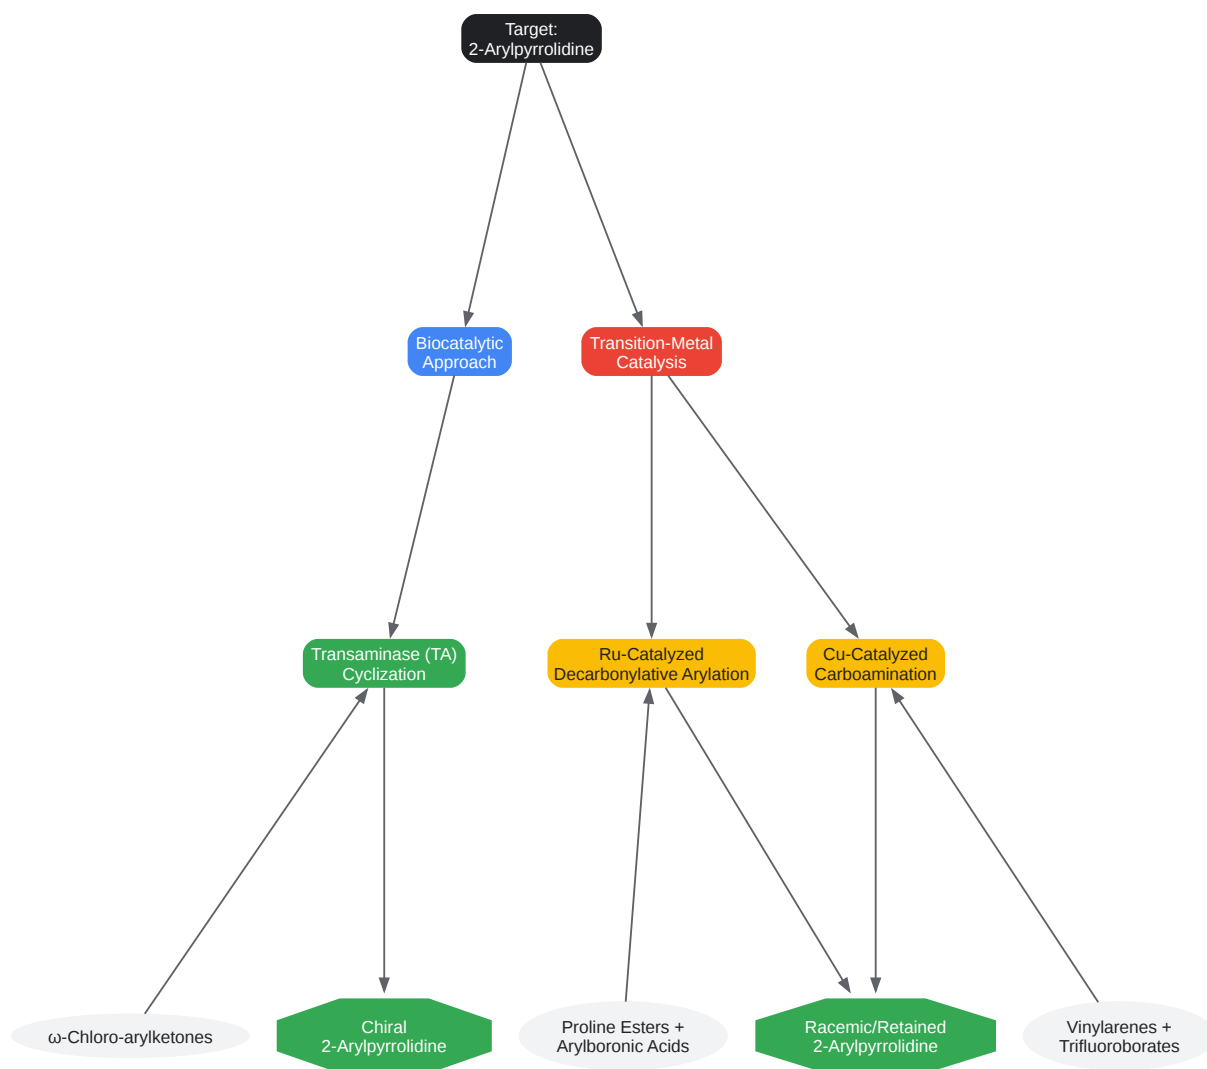 Target:
2-Arylpyrrolidine
Biocatalytic
Approach
Transition-Metal
Catalysis
Transaminase (TA)
Cyclization
Ru-Catalyzed
Decarbonylative Arylation
Cu-Catalyzed
Carboamination
ω-Chloro-arylketones
Chiral
2-Arylpyrrolidine
Proline Esters +
Arylboronic Acids
Racemic/Retained
2-Arylpyrrolidine
Vinylarenes +
Trifluoroborates